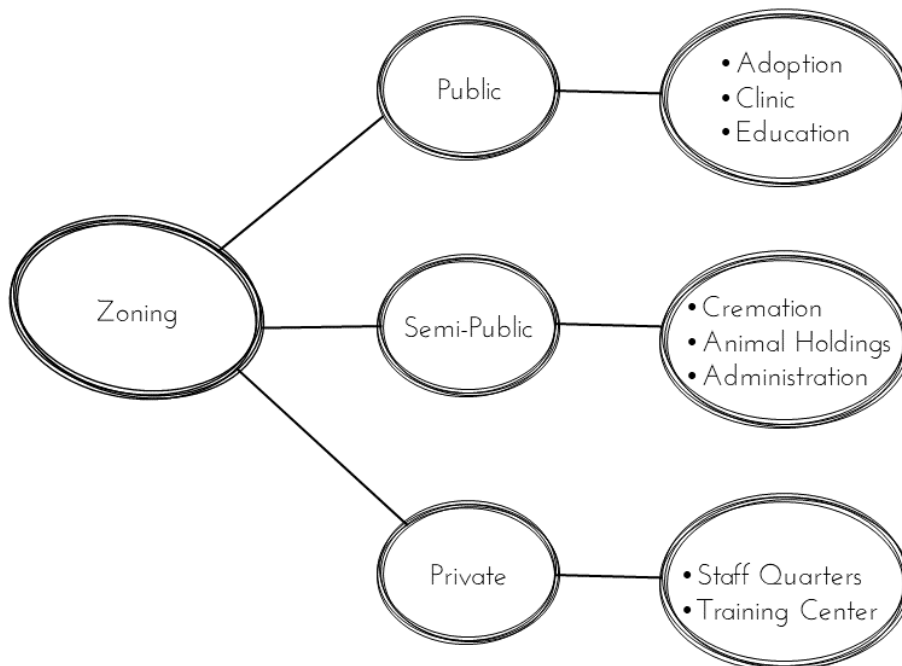 Zoning
Public
• Adoption
• Clinic
• Education
Semi-Public
• Cremation
• Animal Holdings
• Administration
Private
• Staff Quarters
• Training Center